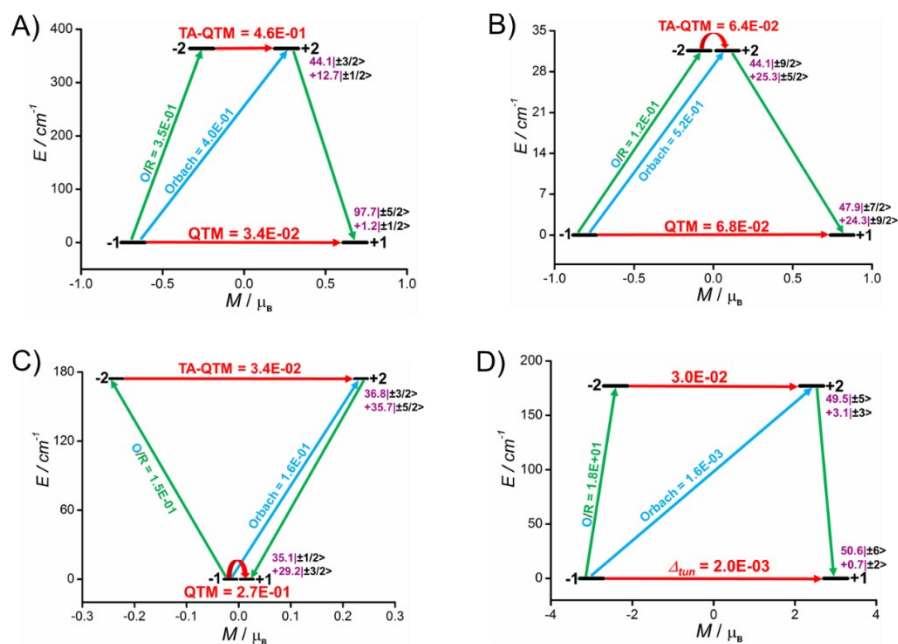 A)
TA-QTM = 4.6E-01
400
300
200
100
0
E / cm-1
-2
+2
44.1|±3/2>
+12.7|±1/2>
O/R = 3.5E-01
Orbach = 4.0E-01
97.7|±5/2>
+1.2|±1/2>
QTM = 3.4E-02
-1
+1
-1.0 -0.5 0.0 0.5 1.0
M / μB
B)
TA-QTM = 6.4E-02
35
28
21
14
7
0
E / cm-1
-2
+2
44.1|±9/2>
+25.3|±5/2>
O/R = 1.2E-01
Orbach = 5.2E-01
47.9|±7/2>
+24.3|±9/2>
QTM = 6.8E-02
-1
+1
-1.0 -0.5 0.0 0.5 1.0
M / μB
C)
TA-QTM = 3.4E-02
180
120
60
0
E / cm-1
-2
+2
36.8|±3/2>
+35.7|±5/2>
O/R = 1.5E-01
Orbach = 1.6E-01
35.1|±1/2>
+29.2|±3/2>
-1
+1
QTM = 2.7E-01
-0.3 -0.2 -0.1 0.0 0.1 0.2 0.3
M / μB
D)
200
150
100
50
0
E / cm-1
-2
3.0E-02
+2
49.5|±5>
+3.1|±3>
O/R = 1.8E+01
Orbach = 1.6E-03
50.6|±6>
+0.7|±2>
Δtun = 2.0E-03
-1
+1
-4 -2 0 2 4
M / μB